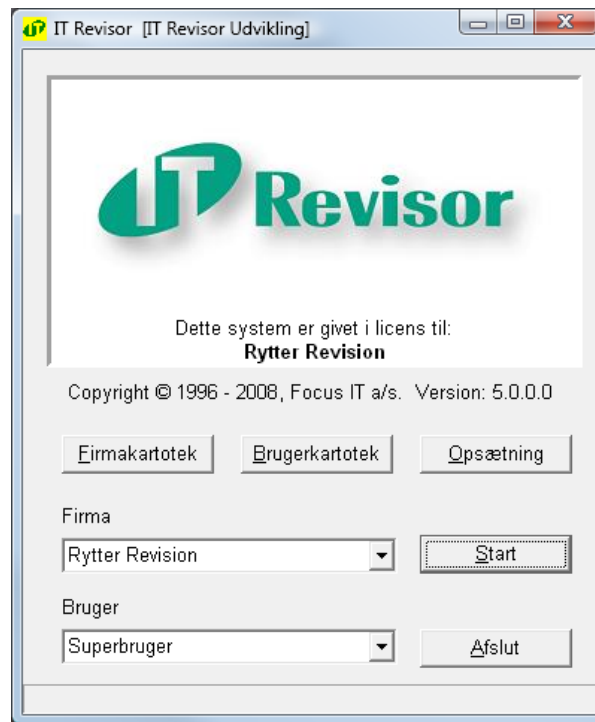 IT Revisor [IT Revisor Udvikling]
IT Revisor
Dette system er givet i licens til:
Rytter Revision
Copyright © 1996 - 2008, Focus IT a/s. Version: 5.0.0.0
Firmakartotek Brugerkartotek Opsætning
Firma
Rytter Revision Start
Bruger
Superbruger Afslut